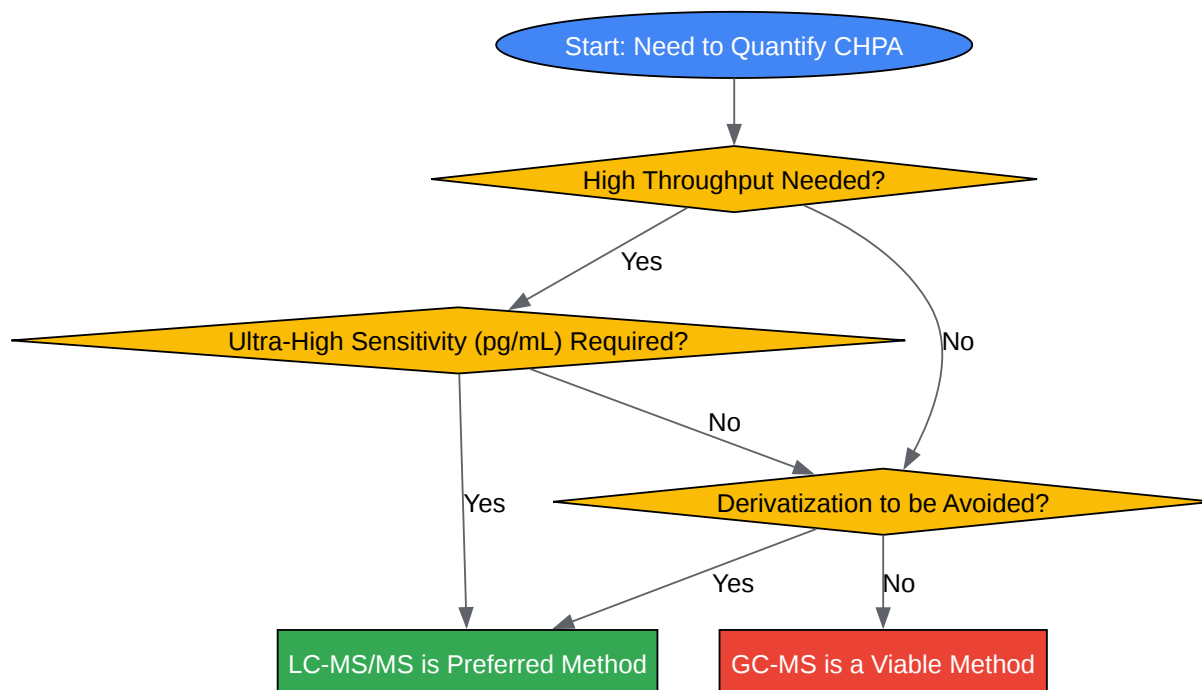 Start: Need to Quantify CHPA
High Throughput Needed?
Yes
Ultra-High Sensitivity (pg/mL) Required?
No
No
Yes
Derivatization to be Avoided?
Yes
No
LC-MS/MS is Preferred Method
GC-MS is a Viable Method